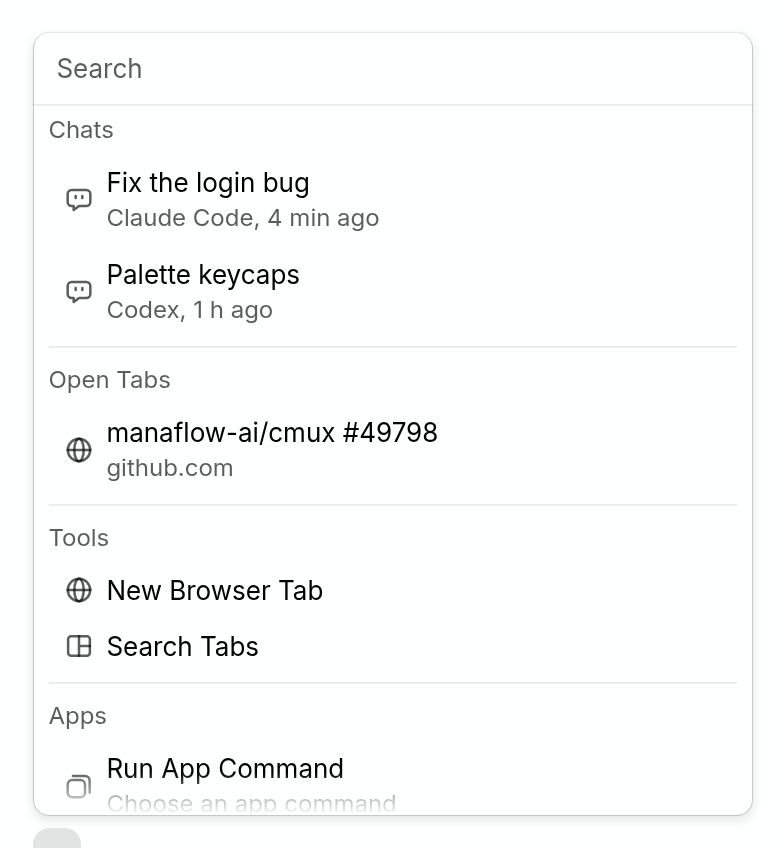 Search
Chats
Fix the login bug
Claude Code, 4 min ago
Palette keycaps
Codex, 1 h ago
Open Tabs
manaflow-ai/cmux #49798
github.com
Tools
New Browser Tab
Search Tabs
Apps
Run App Command
Choose an app command